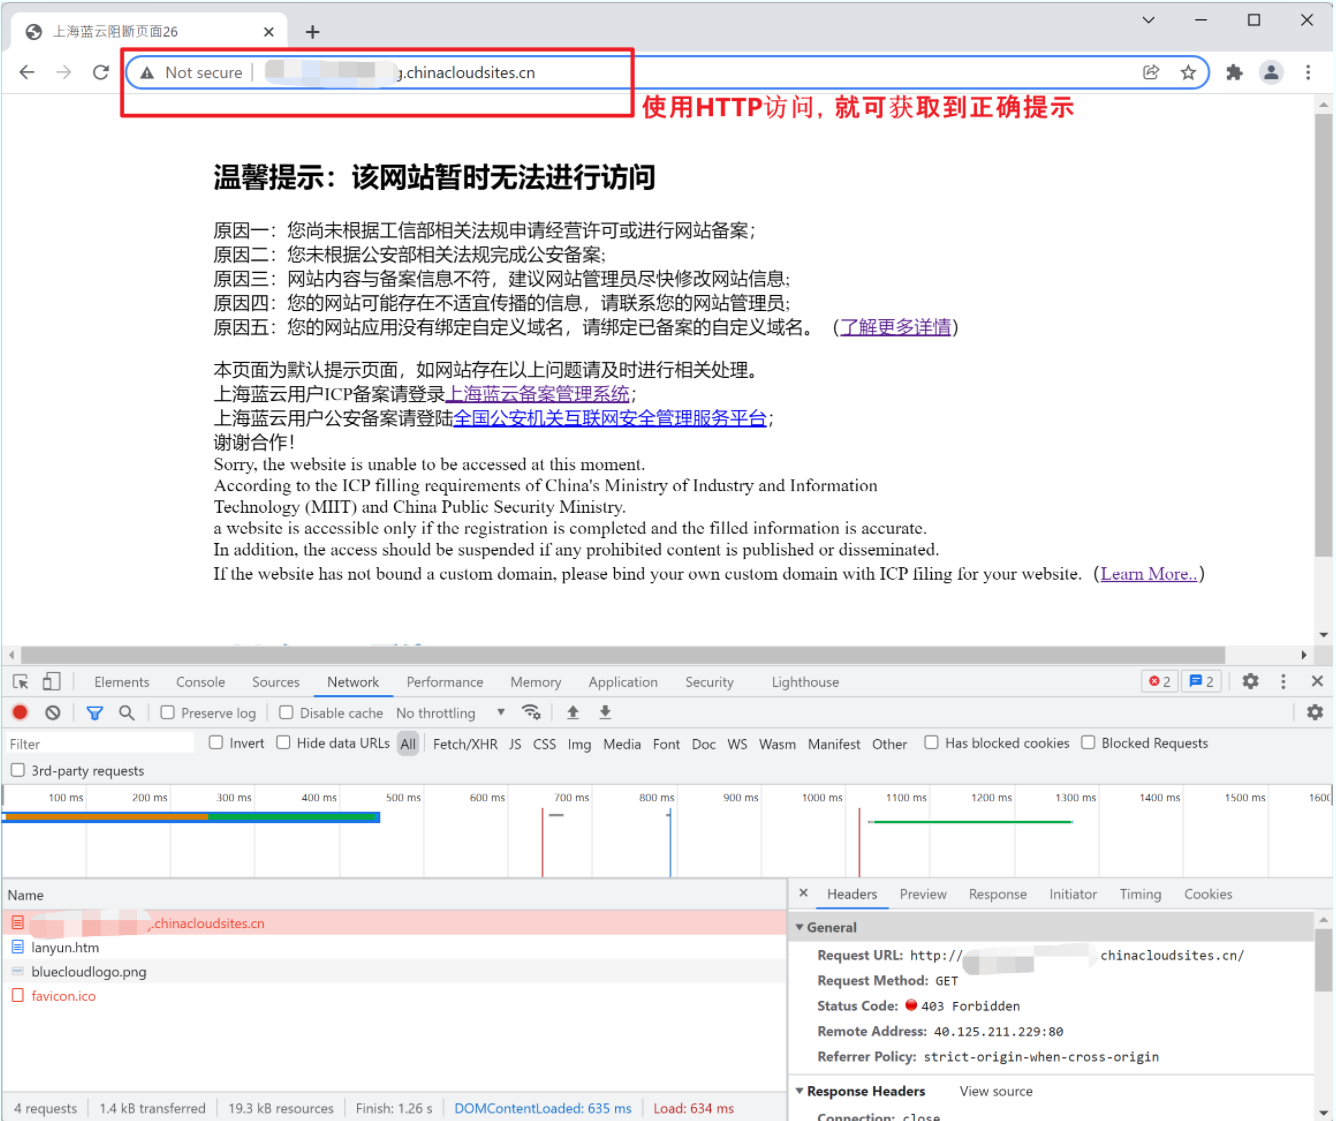 上海蓝云阻断页面26
Not secure
g.chinacloudsites.cn
使用HTTP访问, 就可获取到正确提示
温馨提示：该网站暂时无法进行访问
原因一：您尚未根据工信部相关法规申请经营许可或进行网站备案；
原因二：您未根据公安部相关法规完成公安备案；
原因三：网站内容与备案信息不符，建议网站管理员尽快修改网站信息；
原因四：您的网站可能存在不适宜传播的信息，请联系您的网站管理员；
原因五：您的网站应用没有绑定自定义域名，请绑定已备案的自定义域名。（了解更多详情）
本页面为默认提示页面，如网站存在以上问题请及时进行相关处理。
上海蓝云用户ICP备案请登录上海蓝云备案管理系统；
上海蓝云用户公安备案请登陆全国公安机关互联网安全管理服务平台；
谢谢合作！
Sorry, the website is unable to be accessed at this moment.
According to the ICP filling requirements of China's Ministry of Industry and Information
Technology (MIIT) and China Public Security Ministry.
a website is accessible only if the registration is completed and the filled information is accurate.
In addition, the access should be suspended if any prohibited content is published or disseminated.
If the website has not bound a custom domain, please bind your own custom domain with ICP filing for your website.（Learn More..）
Elements Console Sources Network Performance Memory Application Security Lighthouse 2 2
Preserve log Disable cache No throttling
Filter Invert Hide data URLs All Fetch/XHR JS CSS Img Media Font Doc WS Wasm Manifest Other Has blocked cookies Blocked Requests
3rd-party requests
100 ms 200 ms 300 ms 400 ms 500 ms 600 ms 700 ms 800 ms 900 ms 1000 ms 1100 ms 1200 ms 1300 ms 1400 ms 1500 ms 1600
Name
.chinacloudsites.cn
lanyun.htm
bluecloudlogo.png
favicon.ico
4 requests 1.4 kB transferred 19.3 kB resources Finish: 1.26 s DOMContentLoaded: 635 ms Load: 634 ms
Headers Preview Response Initiator Timing Cookies
General
Request URL: http:// chinacloudsites.cn/
Request Method: GET
Status Code: 403 Forbidden
Remote Address: 40.125.211.229:80
Referrer Policy: strict-origin-when-cross-origin
Response Headers View source
Connection: close